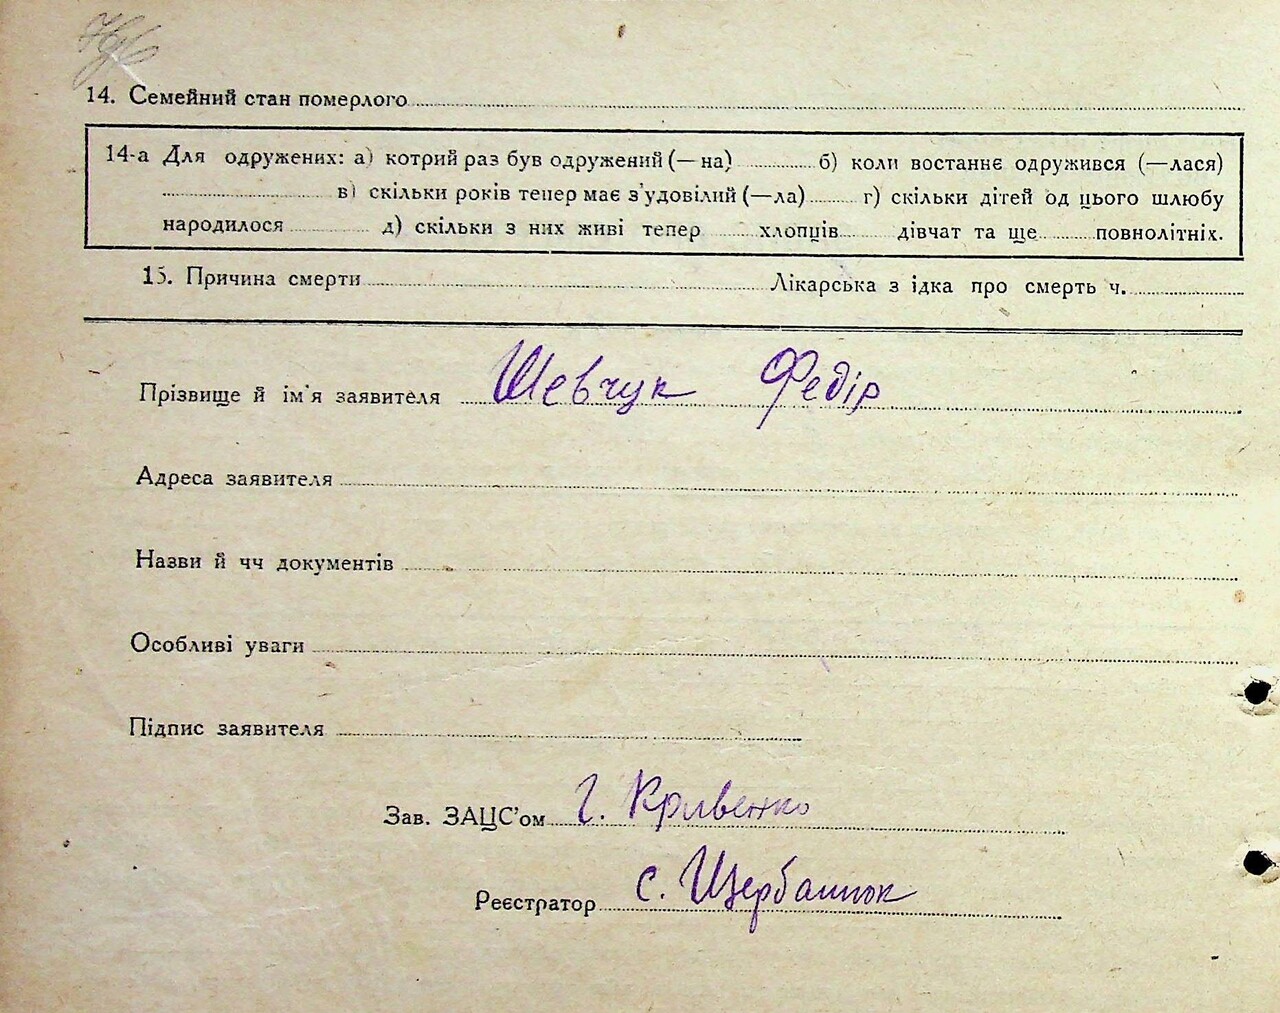 14. Семейний стан померлого
14-а Для одружених: а) котрий раз був одружений (—на) б) коли востаннє одружився (—лася)
в) скільки років тепер має з'удовілий (—ла) г) скільки дітей од цього шлюбу
народилося д) скільки з них живі тепер хлопців дівчат та ще повнолітніх.
15. Причина смерти Лікарська з ідка про смерть ч.
Прізвище й ім'я заявителя Шевчук Федір
Адреса заявителя
Назви й чч документів
Особливі уваги
Підпис заявителя
Зав. ЗАЦС'ом Г. Кривенко
Реєстратор С. Щербатюк